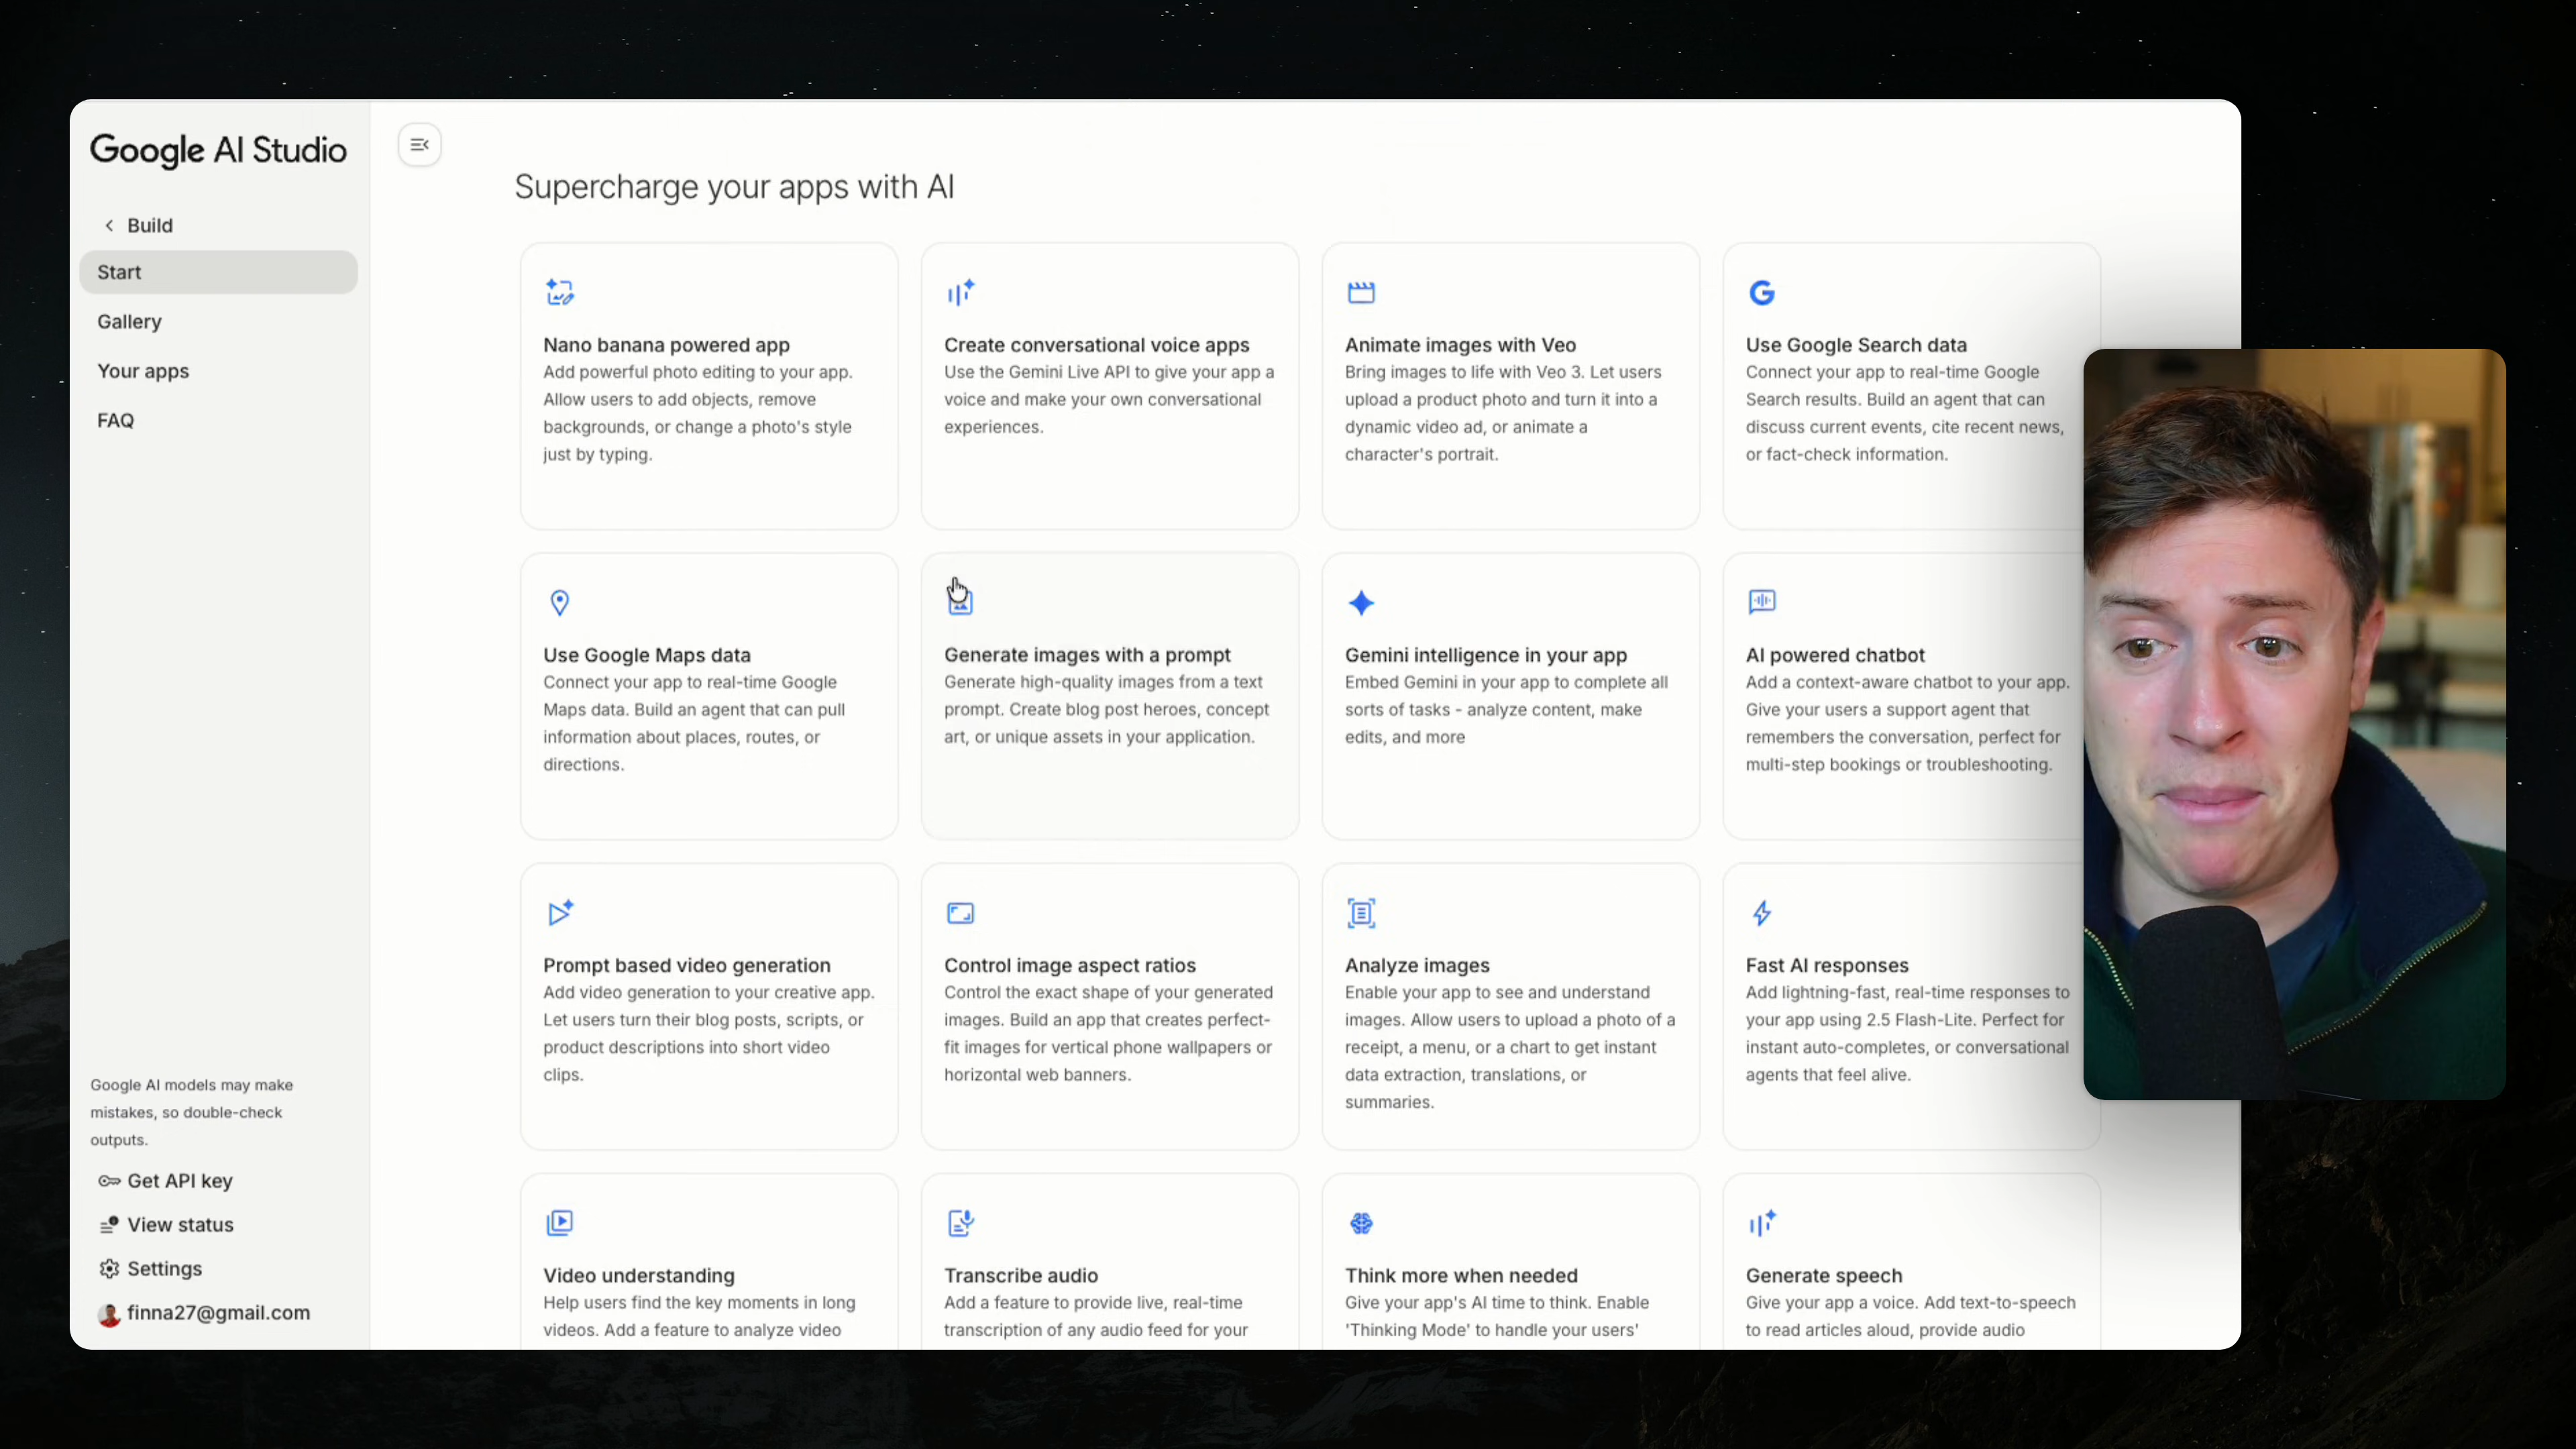 Google AI Studio
Build
Start
Gallery
Your apps
FAQ
Google AI models may make
mistakes, so double-check
outputs.
Get API key
View status
Settings
finna27@gmail.com
Supercharge your apps with AI
Nano banana powered app
Add powerful photo editing to your app.
Allow users to add objects, remove
backgrounds, or change a photo's style
just by typing.
Create conversational voice apps
Use the Gemini Live API to give your app a
voice and make your own conversational
experiences.
Animate images with Veo
Bring images to life with Veo 3. Let users
upload a product photo and turn it into a
dynamic video ad, or animate a
character's portrait.
Use Google Search data
Connect your app to real-time Google
Search results. Build an agent that can
discuss current events, cite recent news,
or fact-check information.
Use Google Maps data
Connect your app to real-time Google
Maps data. Build an agent that can pull
information about places, routes, or
directions.
Generate images with a prompt
Generate high-quality images from a text
prompt. Create blog post heroes, concept
art, or unique assets in your application.
Gemini intelligence in your app
Embed Gemini in your app to complete all
sorts of tasks - analyze content, make
edits, and more
AI powered chatbot
Add a context-aware chatbot to your app.
Give your users a support agent that
remembers the conversation, perfect for
multi-step bookings or troubleshooting.
Prompt based video generation
Add video generation to your creative app.
Let users turn their blog posts, scripts, or
product descriptions into short video
clips.
Control image aspect ratios
Control the exact shape of your generated
images. Build an app that creates perfect-
fit images for vertical phone wallpapers or
horizontal web banners.
Analyze images
Enable your app to see and understand
images. Allow users to upload a photo of a
receipt, a menu, or a chart to get instant
data extraction, translations, or
summaries.
Fast AI responses
Add lightning-fast, real-time responses to
your app using 2.5 Flash-Lite. Perfect for
instant auto-completes, or conversational
agents that feel alive.
Video understanding
Help users find the key moments in long
videos. Add a feature to analyze video
Transcribe audio
Add a feature to provide live, real-time
transcription of any audio feed for your
Think more when needed
Give your app's AI time to think. Enable
'Thinking Mode' to handle your users'
Generate speech
Give your app a voice. Add text-to-speech
to read articles aloud, provide audio